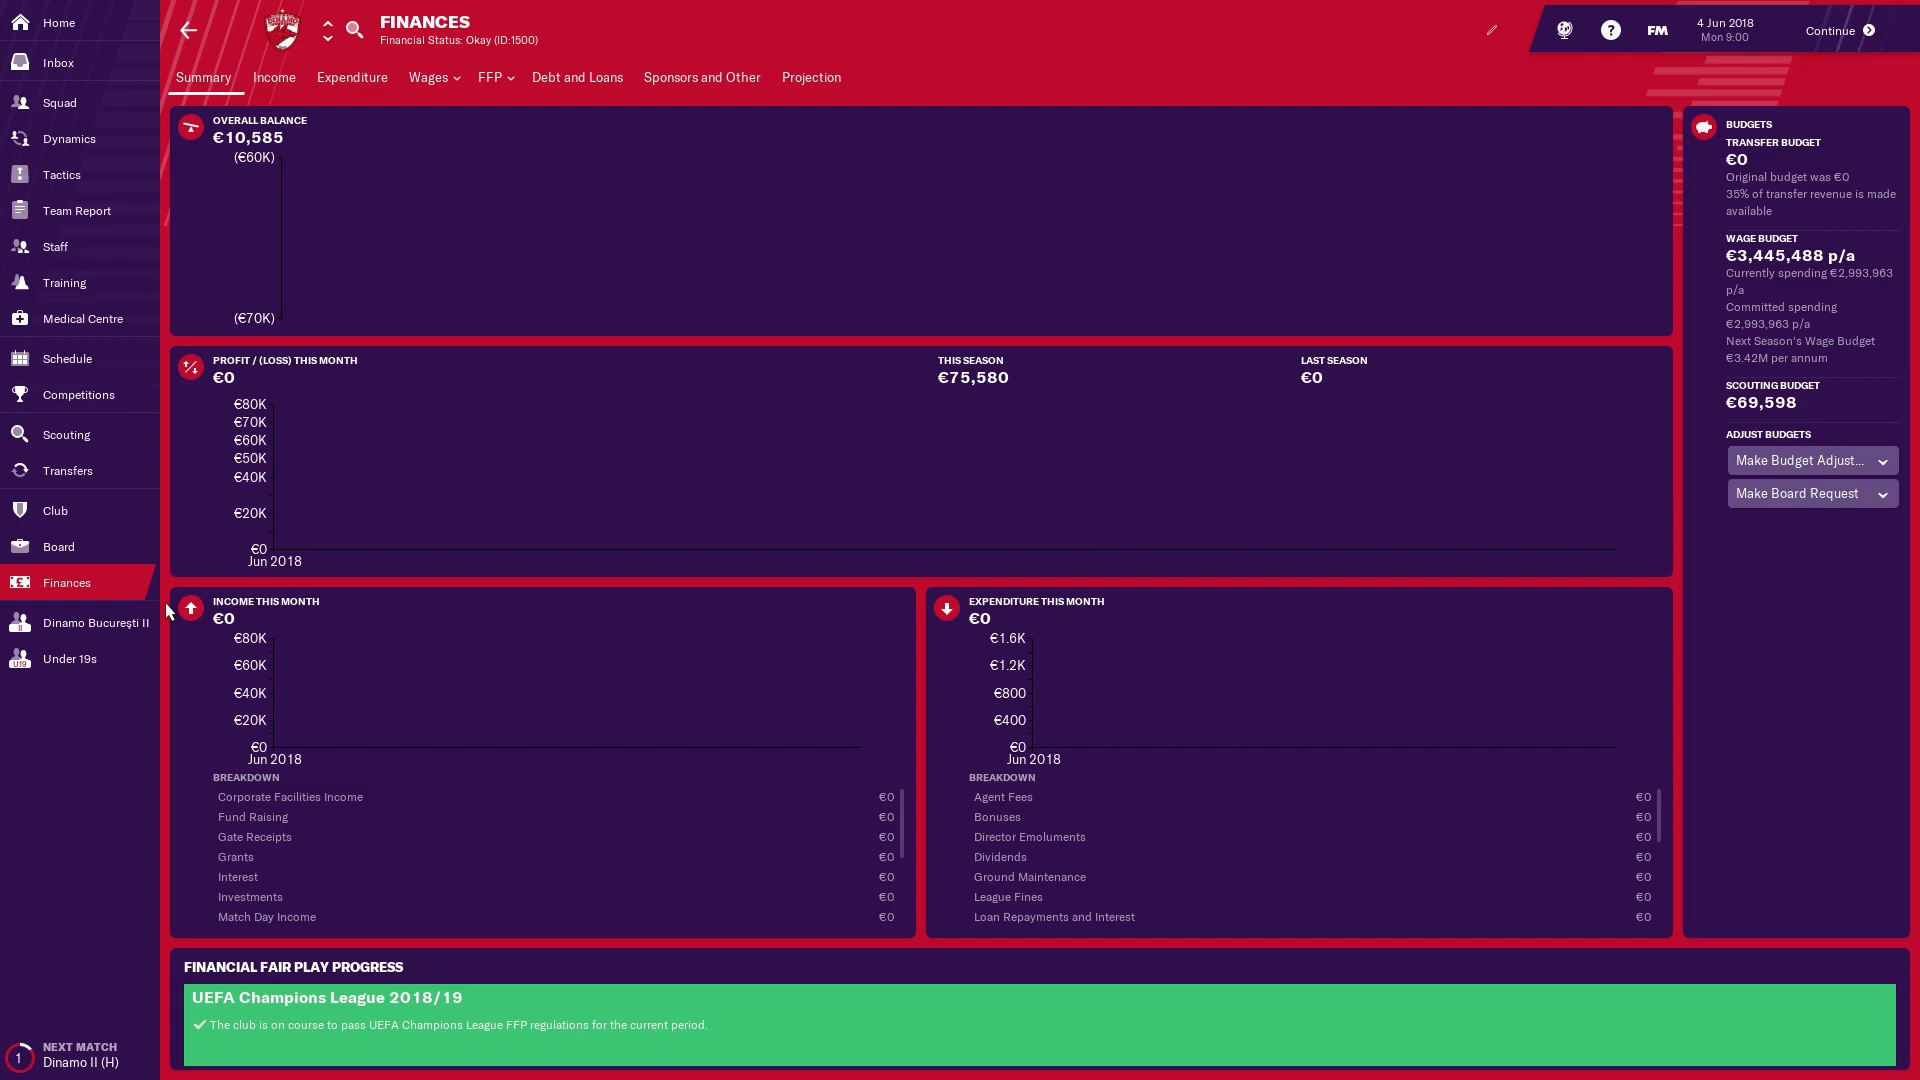 Home
Inbox
Squad
Dynamics
Tactics
Team Report
Staff
Training
Medical Centre
Schedule
Competitions
Scouting
Transfers
Club
Board
Finances
Dinamo Bucureşti II
Under 19s
NEXT MATCH
1
Dinamo II (H)
FINANCES
Financial Status: Okay (ID:1500)
? FM
4 Jun 2018
Mon 9:00
Continue
Summary Income Expenditure Wages FFP Debt and Loans Sponsors and Other Projection
OVERALL BALANCE
€10,585
(€60K)
(€70K)
PROFIT / (LOSS) THIS MONTH
€0
THIS SEASON
€75,580
LAST SEASON
€0
€80K
€70K
€60K
€50K
€40K
€20K
€0
Jun 2018
INCOME THIS MONTH
€0
€80K
€60K
€40K
€20K
€0
Jun 2018
BREAKDOWN
Corporate Facilities Income €0
Fund Raising €0
Gate Receipts €0
Grants €0
Interest €0
Investments €0
Match Day Income €0
EXPENDITURE THIS MONTH
€0
€1.6K
€1.2K
€800
€400
€0
Jun 2018
BREAKDOWN
Agent Fees €0
Bonuses €0
Director Emoluments €0
Dividends €0
Ground Maintenance €0
League Fines €0
Loan Repayments and Interest €0
BUDGETS
TRANSFER BUDGET
€0
Original budget was €0
35% of transfer revenue is made
available
WAGE BUDGET
€3,445,488 p/a
Currently spending €2,993,963
p/a
Committed spending
€2,993,963 p/a
Next Season's Wage Budget
€3.42M per annum
SCOUTING BUDGET
€69,598
ADJUST BUDGETS
Make Budget Adjust...
Make Board Request
FINANCIAL FAIR PLAY PROGRESS
UEFA Champions League 2018/19
The club is on course to pass UEFA Champions League FFP regulations for the current period.